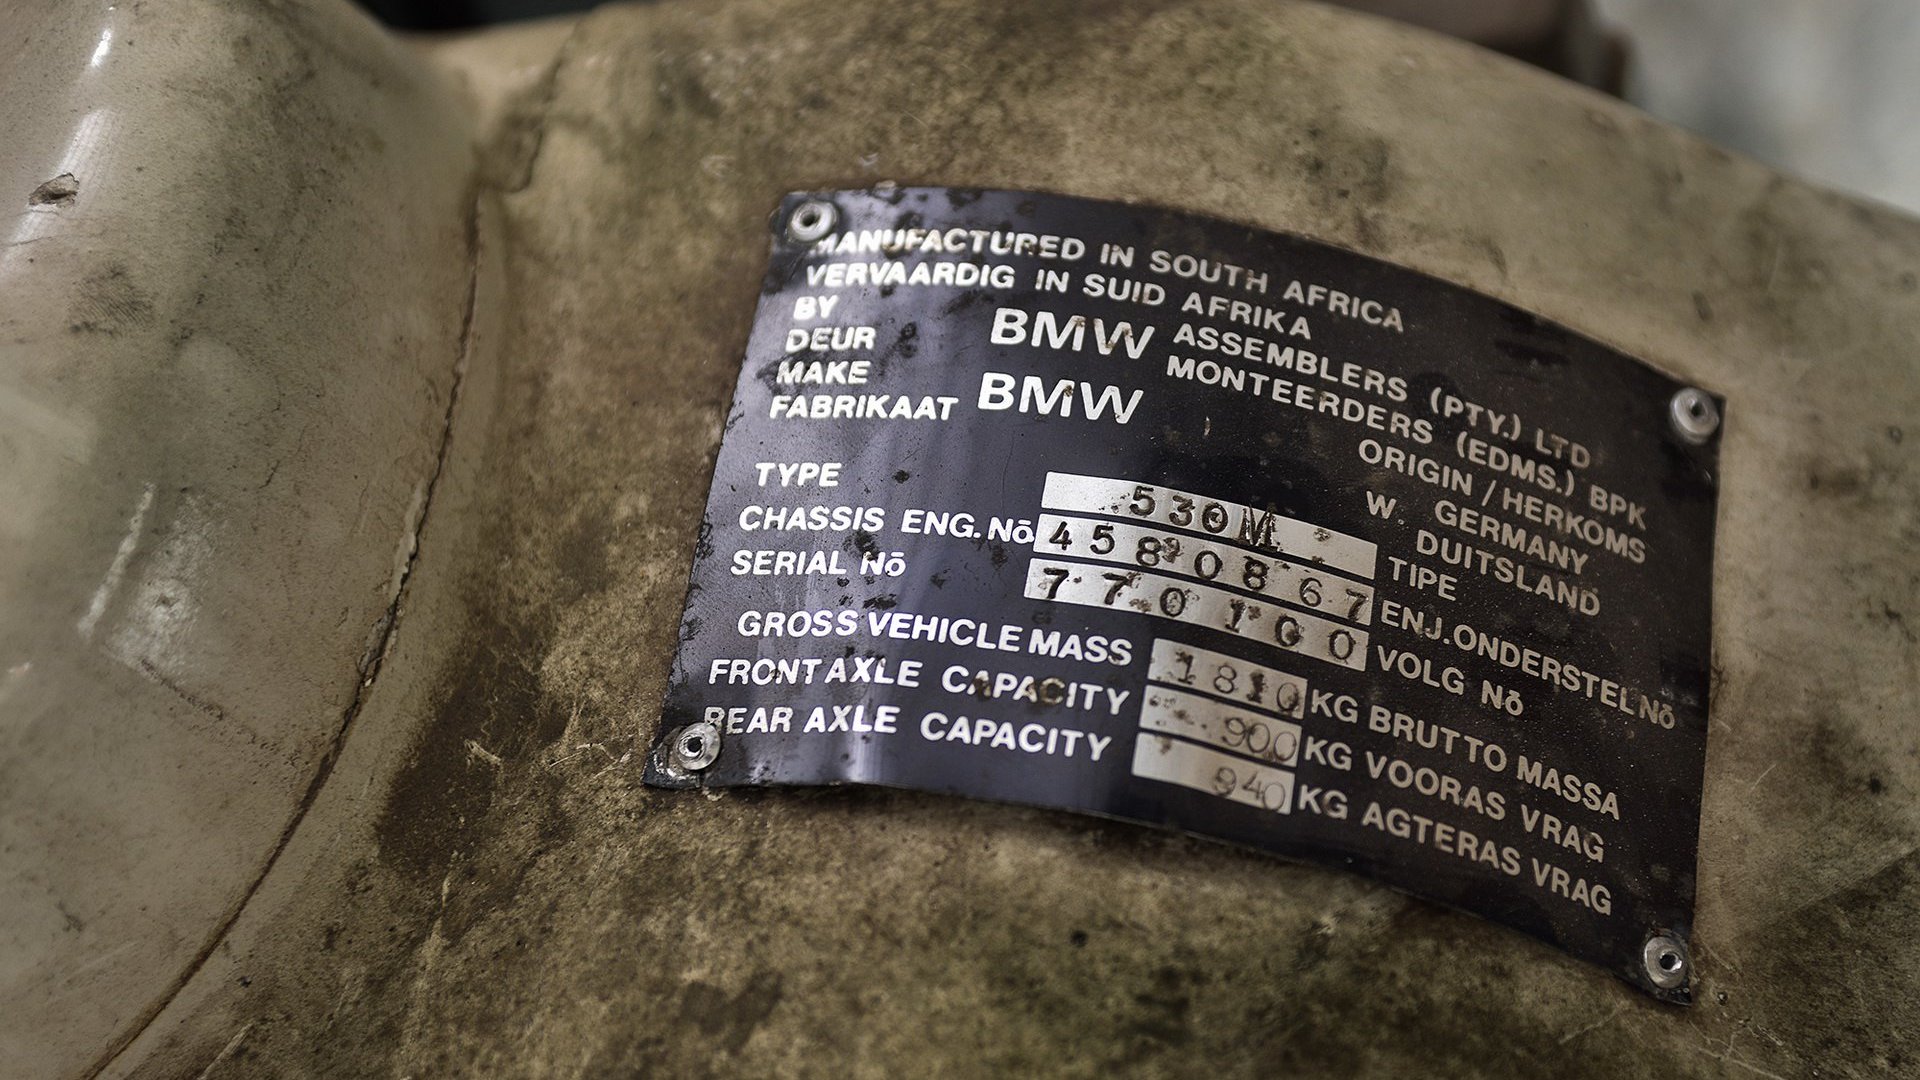 MANUFACTURED IN SOUTH AFRICA
VERVAARDIG IN SUID AFRIKA
BY BMW ASSEMBLERS (PTY.) LTD
DEUR MONTEERDERS (EDMS.) BPK
MAKE BMW ORIGIN / HERKOMS
FABRIKAAT W. GERMANY
DUITSLAND
TYPE 530M TIPE
CHASSIS ENG. Nō 4580867 ENJ. ONDERSTEL Nō
SERIAL Nō 770100 VOLG Nō
GROSS VEHICLE MASS 1810 KG BRUTTO MASSA
FRONT AXLE CAPACITY 900 KG VOORAS VRAG
REAR AXLE CAPACITY 940 KG AGTERAS VRAG